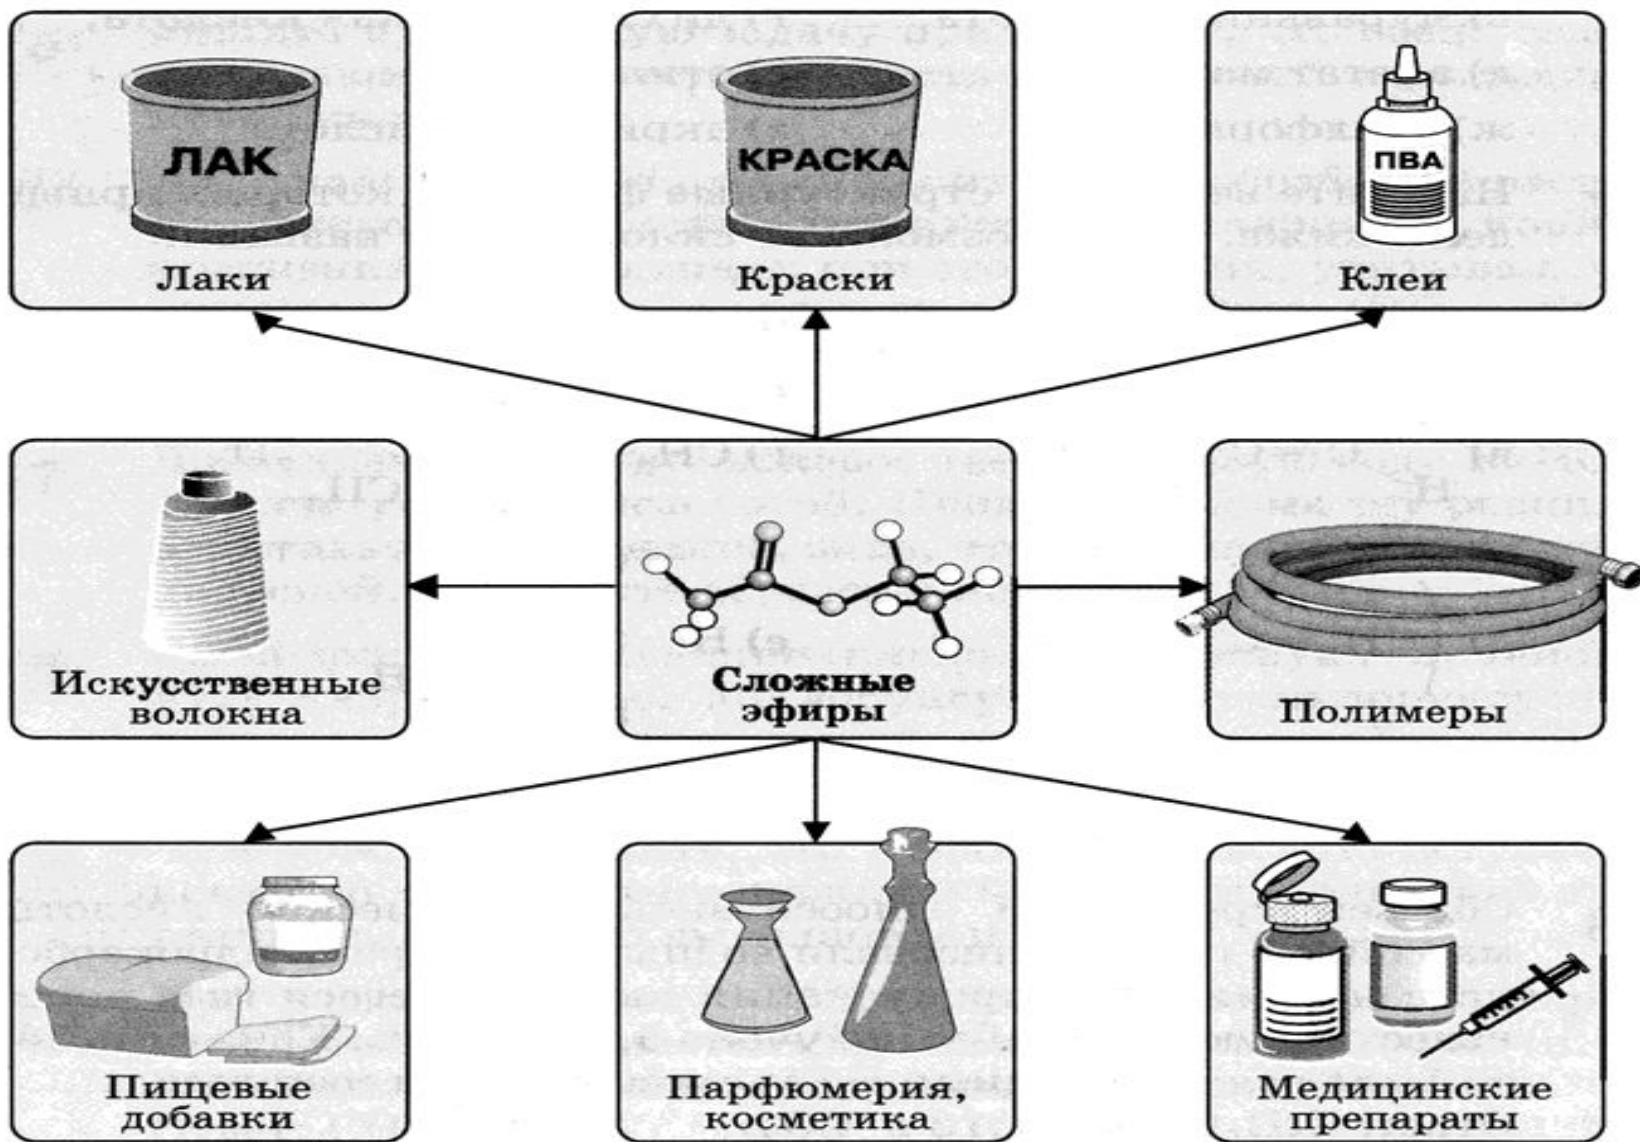 ЛАК
Лаки
КРАСКА
Краски
ПВА
Клеи
Искусственные
волокна
Сложные
эфиры
Полимеры
Пищевые
добавки
Парфюмерия,
косметика
Медицинские
препараты